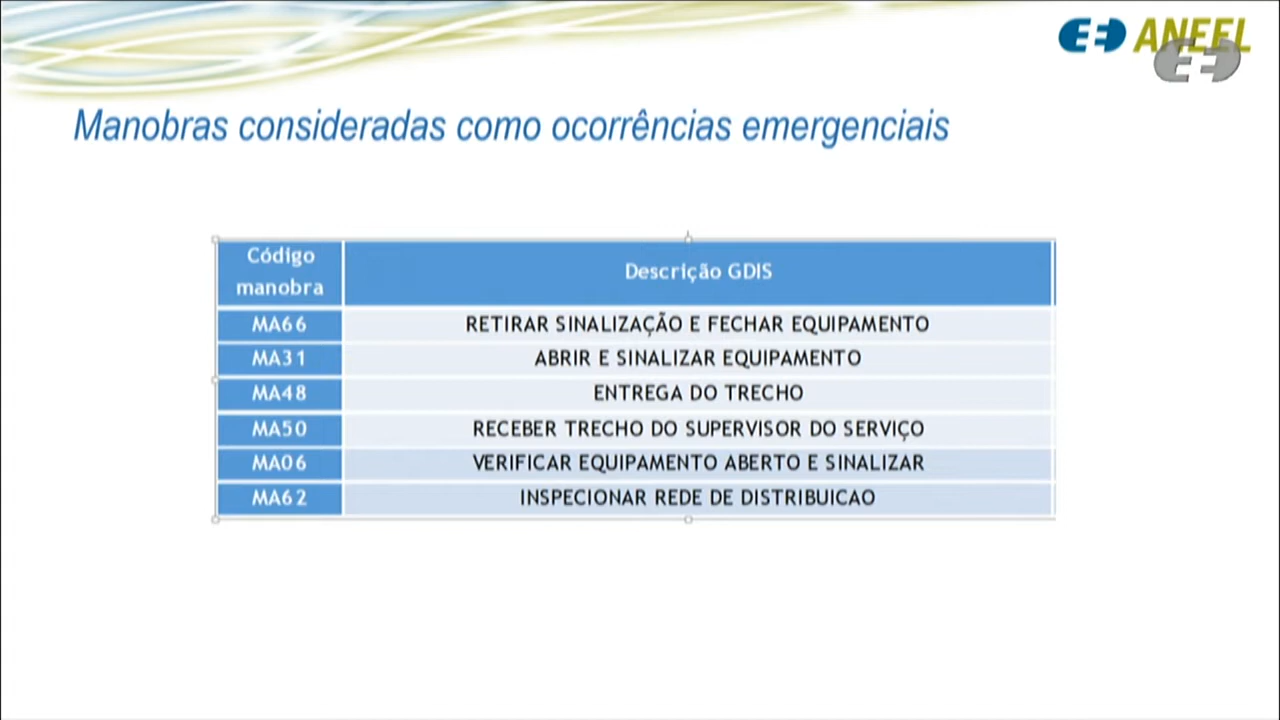 ANEEL
Manobras consideradas como ocorrências emergenciais
Código manobra
Descrição GDIS
MA66 RETIRAR SINALIZAÇÃO E FECHAR EQUIPAMENTO
MA31 ABRIR E SINALIZAR EQUIPAMENTO
MA48 ENTREGA DO TRECHO
MA50 RECEBER TRECHO DO SUPERVISOR DO SERVIÇO
MA06 VERIFICAR EQUIPAMENTO ABERTO E SINALIZAR
MA62 INSPECIONAR REDE DE DISTRIBUICAO